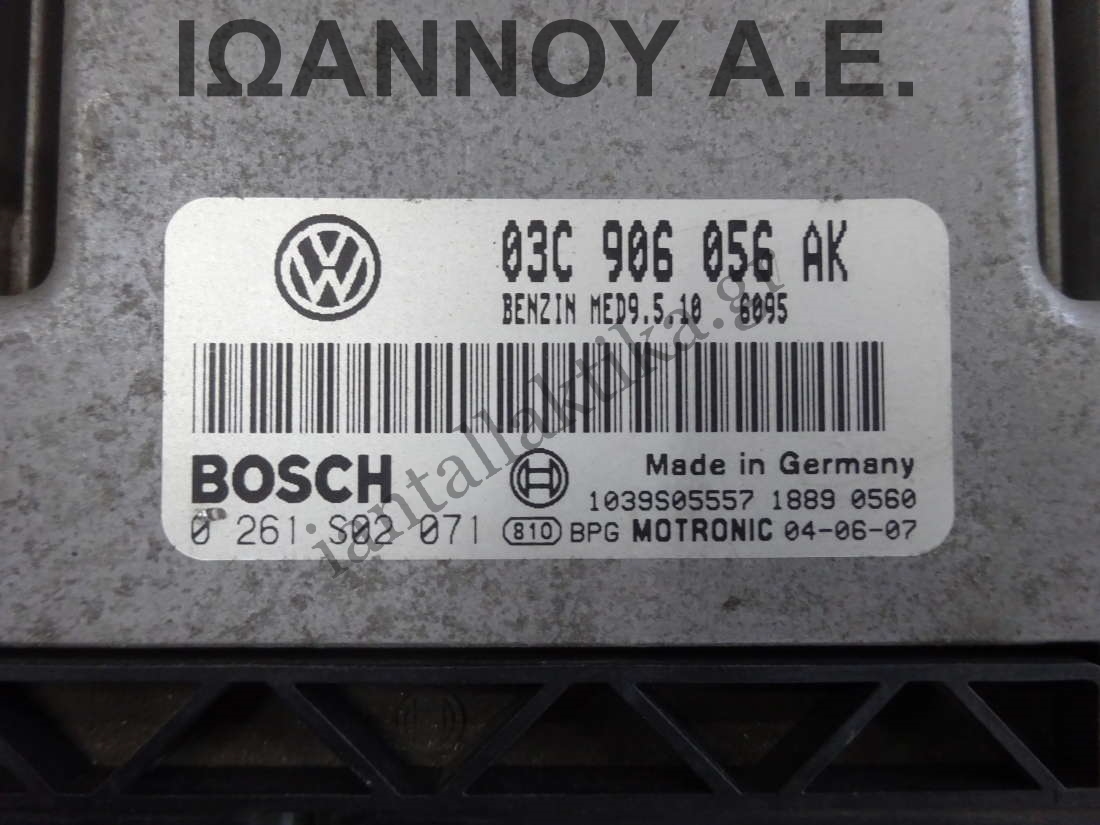 ΙΩΑΝΝΟΥ Α.Ε.
03C 906 056 AK
BENZIN MED9.5.10 6095
BOSCH
Made in Germany
1039S05557 1889 0560
0 261 S02 071 810 BPG MOTRONIC 04-06-07
iantallaktika.gr